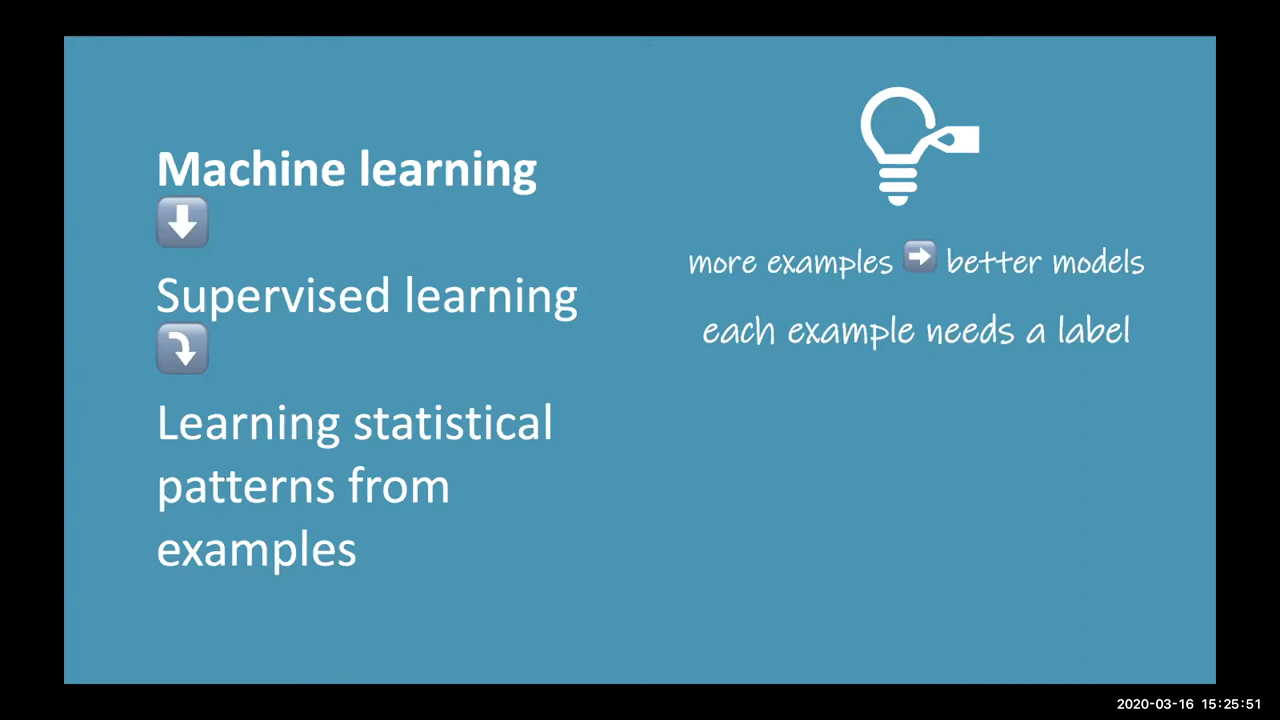 Machine learning
⬇
Supervised learning
⤵
Learning statistical
patterns from
examples
more examples ➡ better models
each example needs a label
2020-03-16 15:25:51